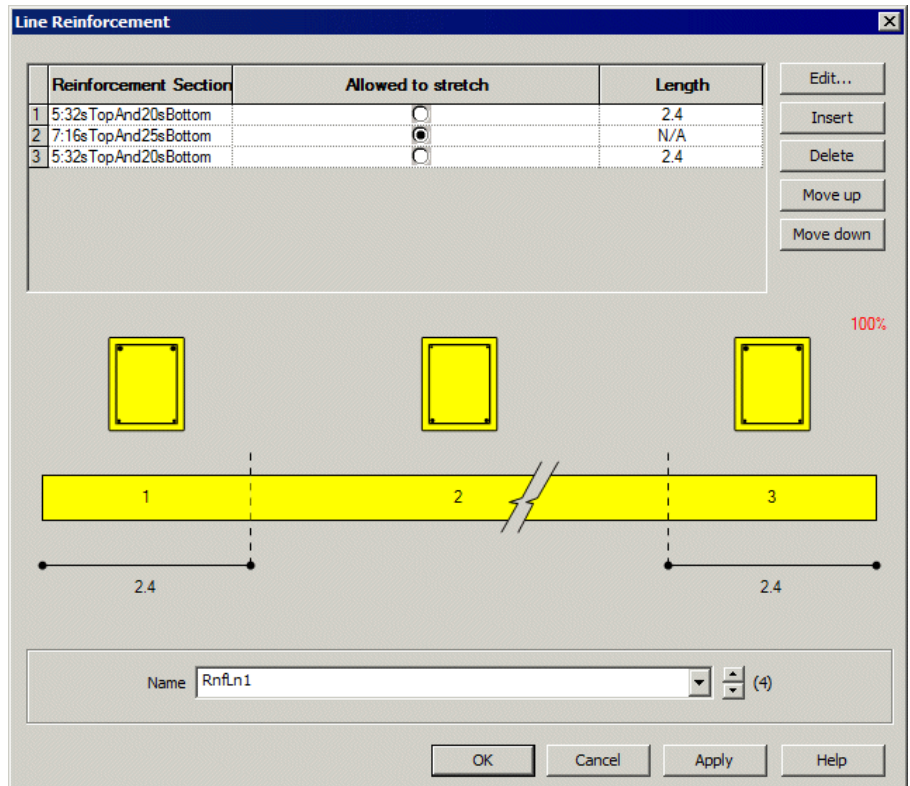 Line Reinforcement
Reinforcement Section Allowed to stretch Length
1 5:32sTopAnd20sBottom 2.4
2 7:16sTopAnd25sBottom N/A
3 5:32sTopAnd20sBottom 2.4
Edit...
Insert
Delete
Move up
Move down
100%
1 2 3
2.4 2.4
Name RnfLn1 (4)
OK Cancel Apply Help